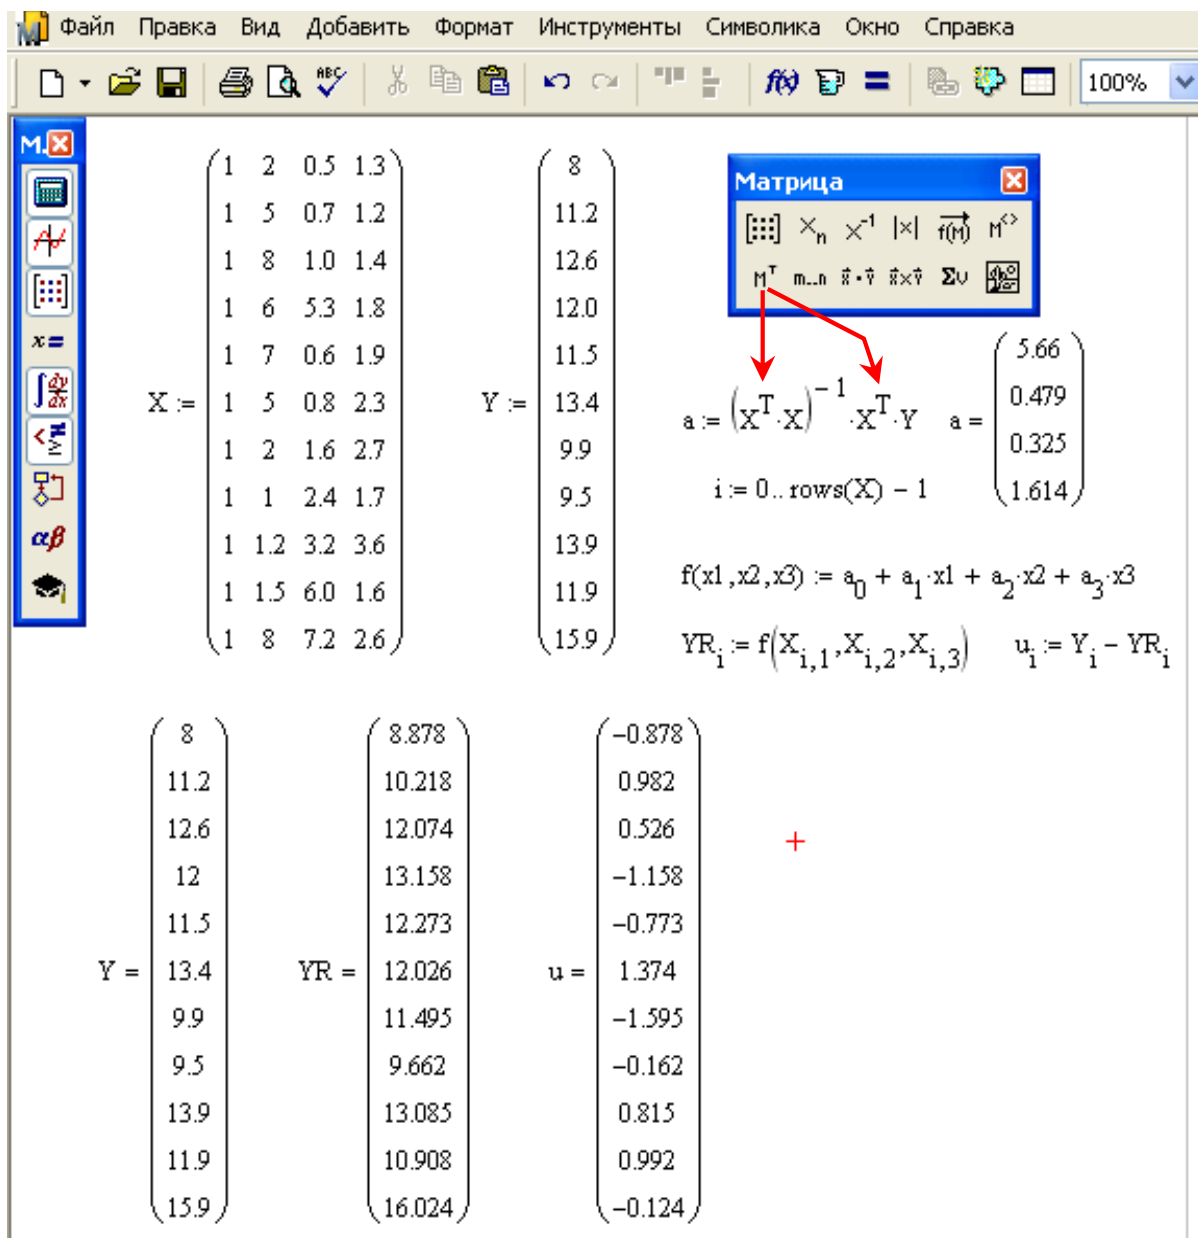 Файл Правка Вид Добавить Формат Инструменты Символика Окно Справка
100%
М.
x=
αβ
X := 
1 2 0.5 1.3
1 5 0.7 1.2
1 8 1.0 1.4
1 6 5.3 1.8
1 7 0.6 1.9
1 5 0.8 2.3
1 2 1.6 2.7
1 1 2.4 1.7
1 1.2 3.2 3.6
1 1.5 6.0 1.6
1 8 7.2 2.6
Y := 
8
11.2
12.6
12.0
11.5
13.4
9.9
9.5
13.9
11.9
15.9
Матрица
[⁝⁝⁝] ×n ×⁻¹ |×| f(M) M<>
Mᵀ m..n x·y x×y Συ
a := (Xᵀ·X)⁻¹·Xᵀ·Y
a = 
5.66
0.479
0.325
1.614
i := 0.. rows(X) − 1
f(x1,x2,x3) := a₀ + a₁·x1 + a₂·x2 + a₃·x3
YRᵢ := f(Xᵢ,₁,Xᵢ,₂,Xᵢ,₃) uᵢ := Yᵢ − YRᵢ
Y = 
8
11.2
12.6
12
11.5
13.4
9.9
9.5
13.9
11.9
15.9
YR = 
8.878
10.218
12.074
13.158
12.273
12.026
11.495
9.662
13.085
10.908
16.024
u = 
−0.878
0.982
0.526
−1.158
−0.773
1.374
−1.595
−0.162
0.815
0.992
−0.124